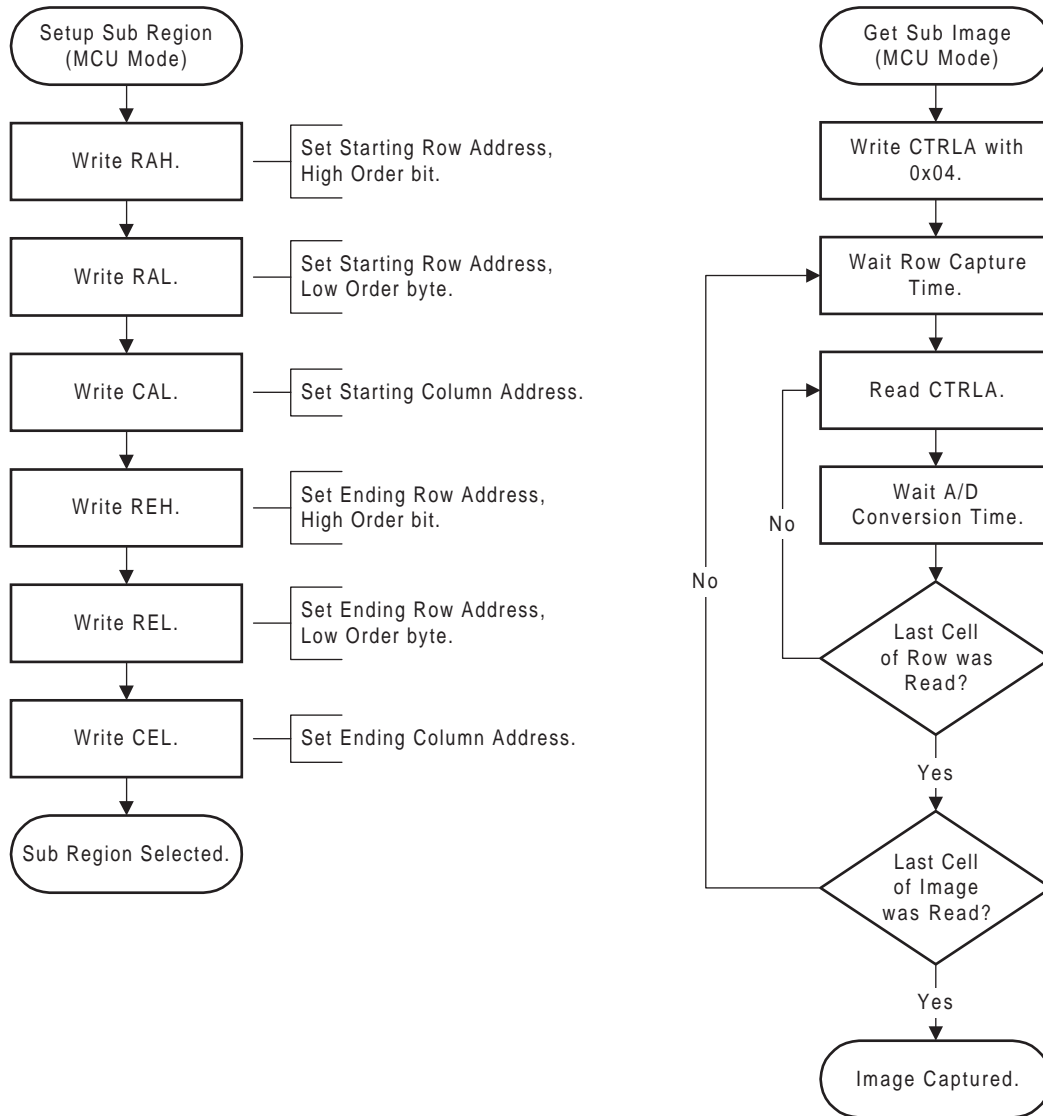 Setup Sub Region
(MCU Mode)
Write RAH.
Set Starting Row Address,
High Order bit.
Write RAL.
Set Starting Row Address,
Low Order byte.
Write CAL.
Set Starting Column Address.
Write REH.
Set Ending Row Address,
High Order bit.
Write REL.
Set Ending Row Address,
Low Order byte.
Write CEL.
Set Ending Column Address.
Sub Region Selected.
Get Sub Image
(MCU Mode)
Write CTRLA with
0x04.
Wait Row Capture
Time.
Read CTRLA.
Wait A/D
Conversion Time.
No
No
Last Cell
of Row was
Read?
Yes
Last Cell
of Image
was Read?
Yes
Image Captured.